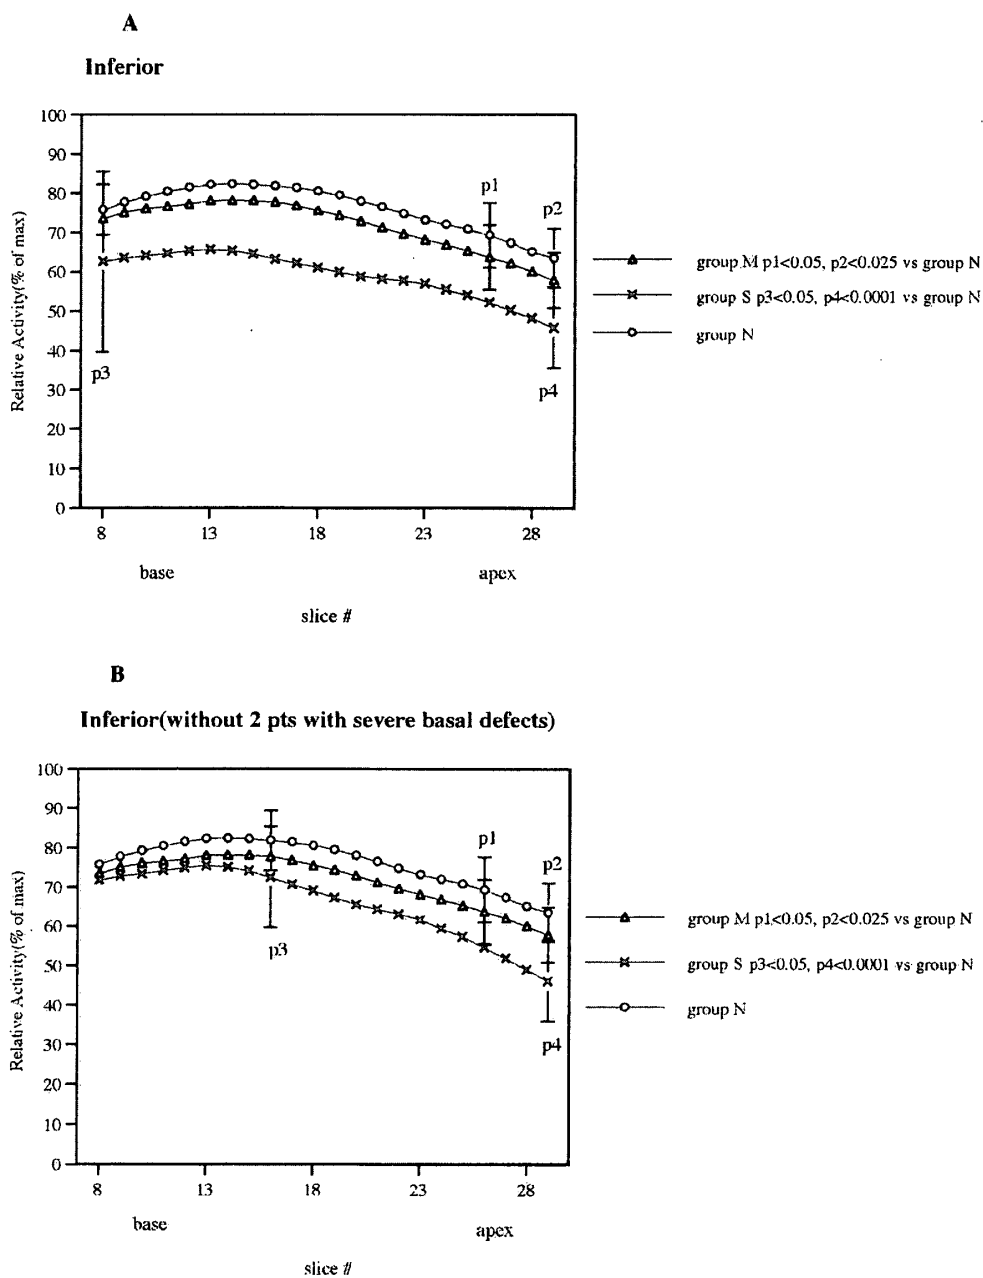 A
Inferior
100
90
80
70
60
50
40
30
20
10
0
Relative Activity(% of max)
p1
p2
p3
p4
group M p1<0.05, p2<0.025 vs group N
group S p3<0.05, p4<0.0001 vs group N
group N
8 13 18 23 28
base apex
slice #
B
Inferior(without 2 pts with severe basal defects)
100
90
80
70
60
50
40
30
20
10
0
Relative Activity(% of max)
p1
p2
p3
p4
group M p1<0.05, p2<0.025 vs group N
group S p3<0.05, p4<0.0001 vs group N
group N
8 13 18 23 28
base apex
slice #